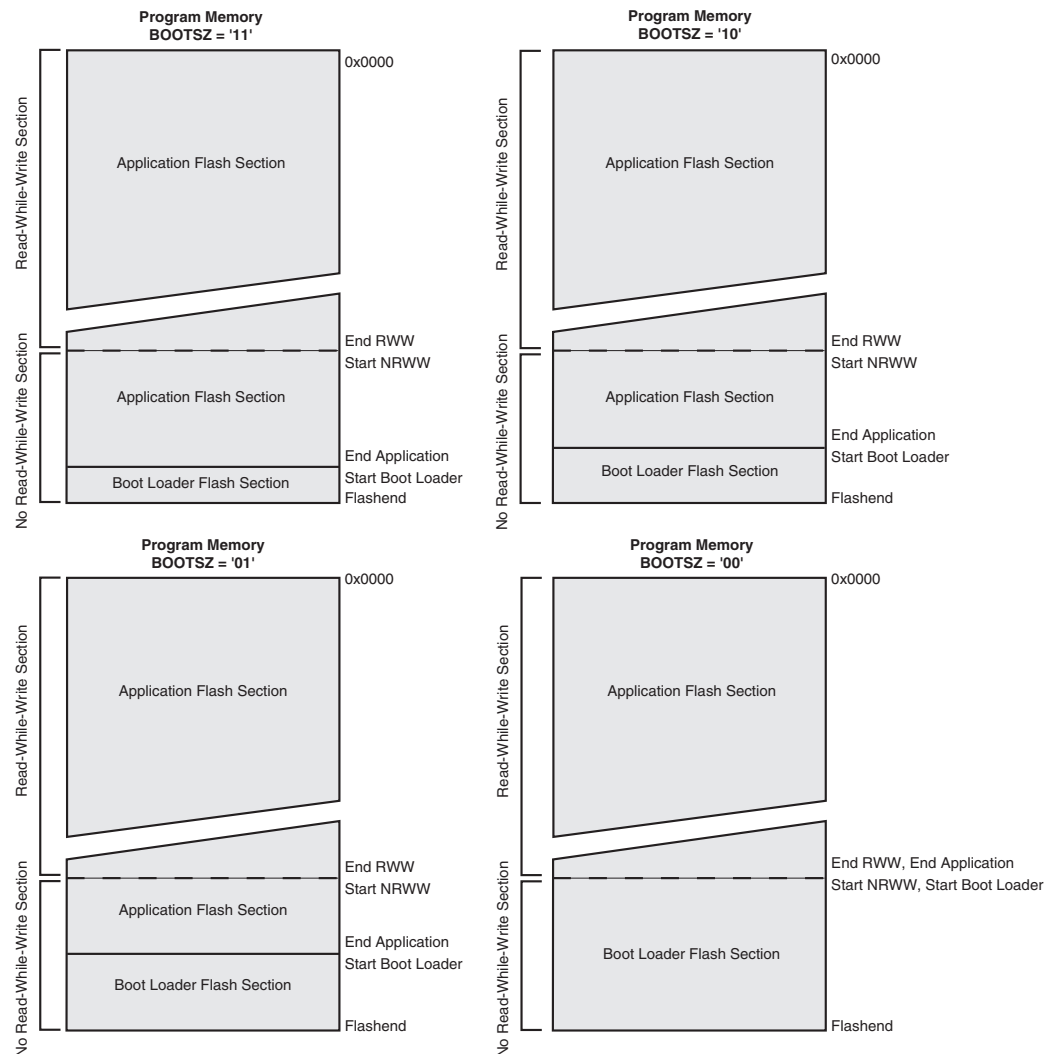 Program Memory
BOOTSZ = '11'
0x0000
Read-While-Write Section
Application Flash Section
End RWW
Start NRWW
No Read-While-Write Section
Application Flash Section
End Application
Start Boot Loader
Boot Loader Flash Section
Flashend
Program Memory
BOOTSZ = '10'
0x0000
Read-While-Write Section
Application Flash Section
End RWW
Start NRWW
No Read-While-Write Section
Application Flash Section
End Application
Start Boot Loader
Boot Loader Flash Section
Flashend
Program Memory
BOOTSZ = '01'
0x0000
Read-While-Write Section
Application Flash Section
End RWW
Start NRWW
No Read-While-Write Section
Application Flash Section
End Application
Start Boot Loader
Boot Loader Flash Section
Flashend
Program Memory
BOOTSZ = '00'
0x0000
Read-While-Write Section
Application Flash Section
End RWW, End Application
Start NRWW, Start Boot Loader
No Read-While-Write Section
Boot Loader Flash Section
Flashend